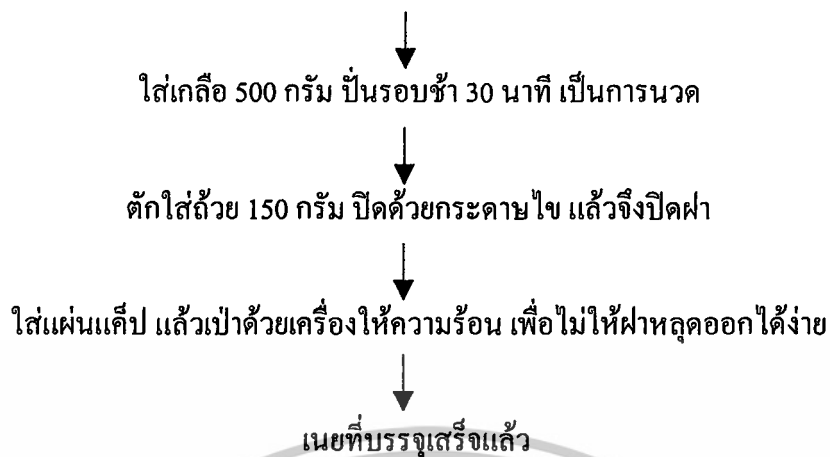 ใส่เกลือ 500 กรัม ปั่นรอบช้า 30 นาที เป็นการนวด
ตักใส่ถ้วย 150 กรัม ปิดด้วยกระดาษไข แล้วจึงปิดฝา
ใส่แผ่นแค็ป แล้วเป่าด้วยเครื่องให้ความร้อน เพื่อไม่ให้ฝาหลุดออกได้ง่าย
เนยที่บรรจุเสร็จแล้ว